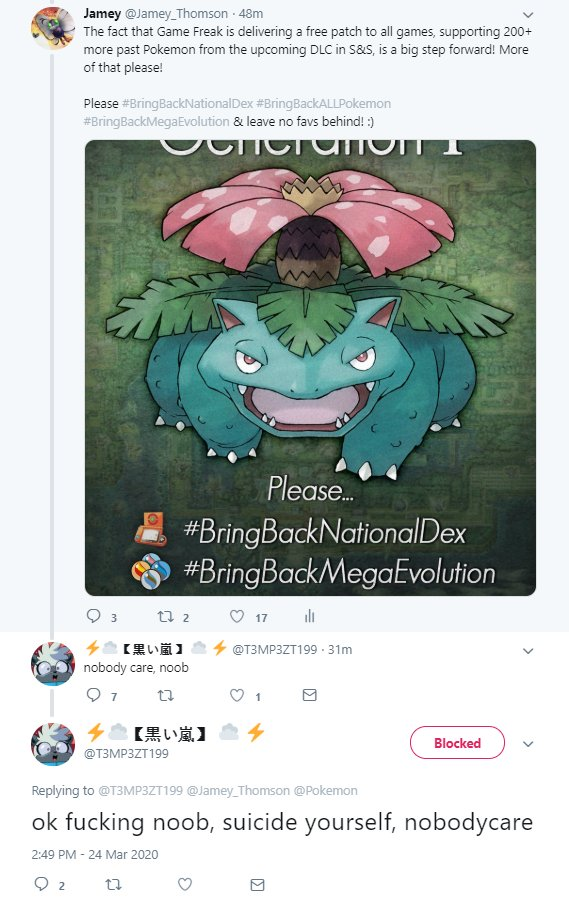 Jamey @Jamey_Thomson · 48m
The fact that Game Freak is delivering a free patch to all games, supporting 200+
more past Pokemon from the upcoming DLC in S&S, is a big step forward! More
of that please!
Please #BringBackNationalDex #BringBackALLPokemon
#BringBackMegaEvolution & leave no favs behind! :)
Generation 1
Please...
#BringBackNationalDex
#BringBackMegaEvolution
3 2 17
⚡☁【黒い嵐】☁⚡ @T3MP3ZT199 · 31m
nobody care, noob
7 1
⚡☁【黒い嵐】☁⚡
@T3MP3ZT199
Blocked
Replying to @T3MP3ZT199 @Jamey_Thomson @Pokemon
ok fucking noob, suicide yourself, nobodycare
2:49 PM - 24 Mar 2020
2